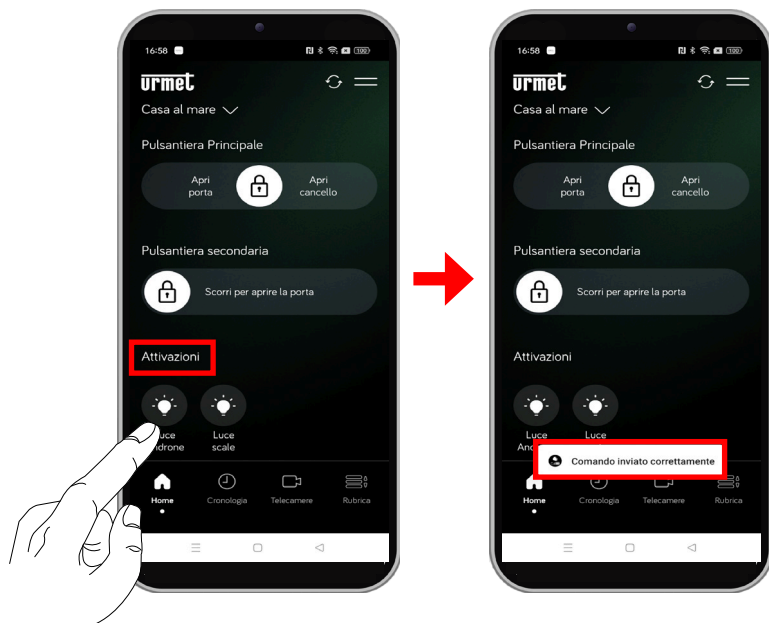 16:58
100
urmet
Casa al mare
Pulsantiera Principale
Apri
porta
Apri
cancello
Pulsantiera secondaria
Scorri per aprire la porta
Attivazioni
Luce
scale
Home
Cronologia
Telecamere
Rubrica
16:58
100
urmet
Casa al mare
Pulsantiera Principale
Apri
porta
Apri
cancello
Pulsantiera secondaria
Scorri per aprire la porta
Attivazioni
Luce
Luce
Comando inviato correttamente
Home
Cronologia
Telecamere
Rubrica